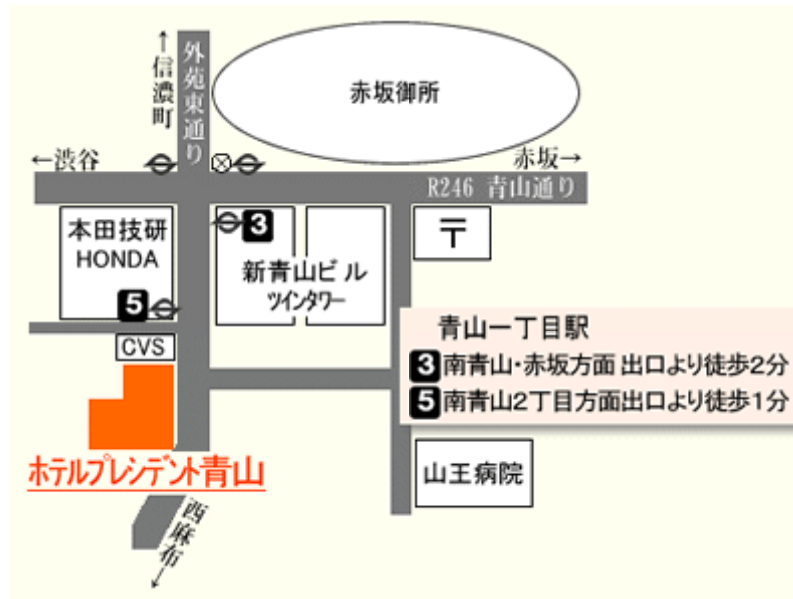 ↑信濃町
外苑東通り
赤坂御所
←渋谷
赤坂→
R246 青山通り
本田技研
HONDA
3
〒
新青山ビル
ツインタワー
5
CVS
青山一丁目駅
3 南青山・赤坂方面 出口より徒歩2分
5 南青山2丁目方面出口より徒歩1分
ホテルプレシデント青山
山王病院
西麻布→